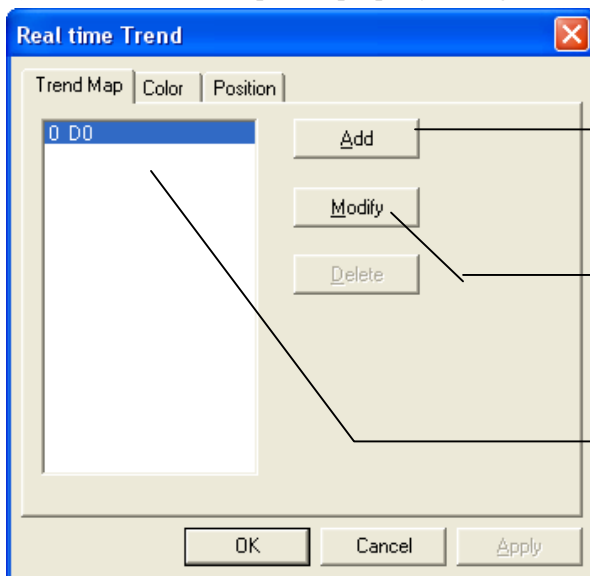 Real time Trend
Trend Map Color Position
0 D0
Add
Modify
Delete
OK Cancel Apply